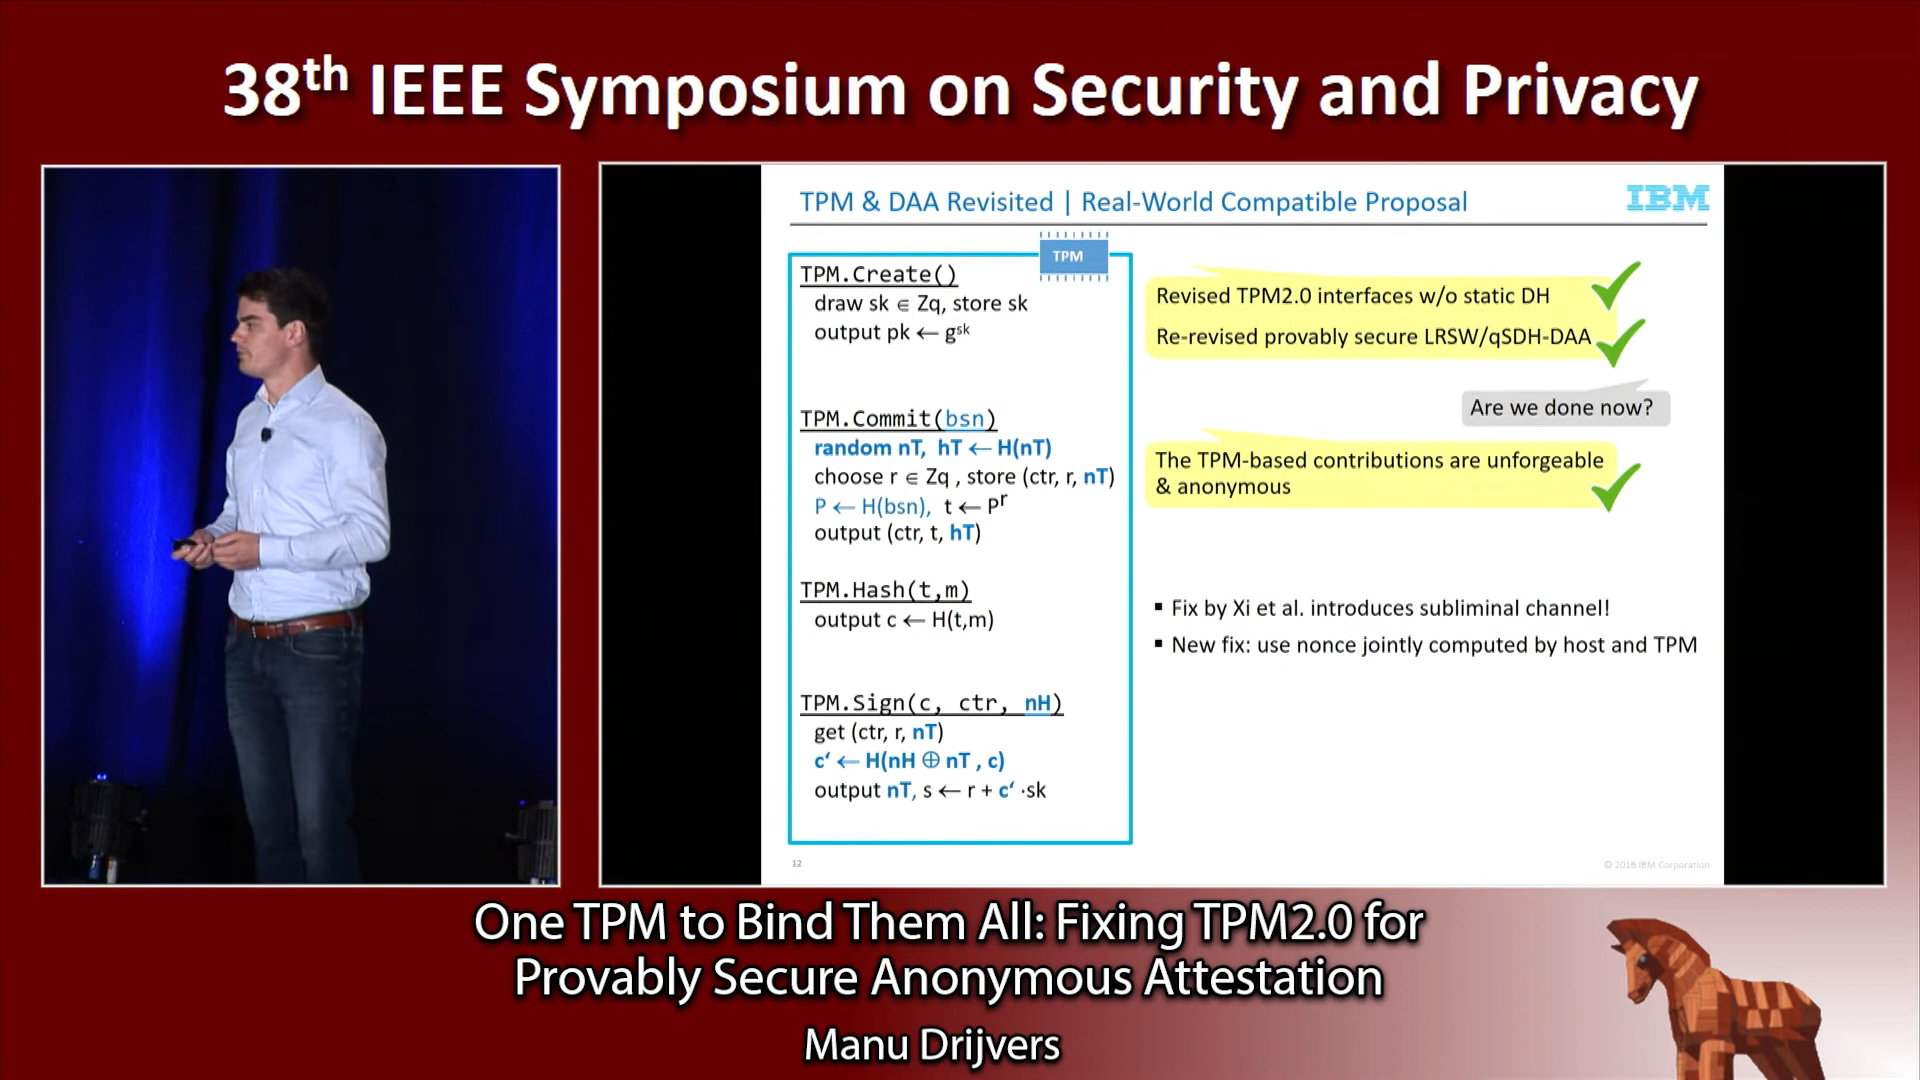 38th IEEE Symposium on Security and Privacy
TPM & DAA Revisited | Real-World Compatible Proposal
IBM
TPM
TPM.Create()
draw sk ∈ Zq, store sk
output pk ← g^sk
TPM.Commit(bsn)
random nT, hT ← H(nT)
choose r ∈ Zq , store (ctr, r, nT)
P ← H(bsn), t ← P^r
output (ctr, t, hT)
TPM.Hash(t,m)
output c ← H(t,m)
TPM.Sign(c, ctr, nH)
get (ctr, r, nT)
c‘ ← H(nH ⊕ nT , c)
output nT, s ← r + c‘ ·sk
Revised TPM2.0 interfaces w/o static DH
Re-revised provably secure LRSW/qSDH-DAA
Are we done now?
The TPM-based contributions are unforgeable
& anonymous
▪ Fix by Xi et al. introduces subliminal channel!
▪ New fix: use nonce jointly computed by host and TPM
12
© 2016 IBM Corporation
One TPM to Bind Them All: Fixing TPM2.0 for
Provably Secure Anonymous Attestation
Manu Drijvers